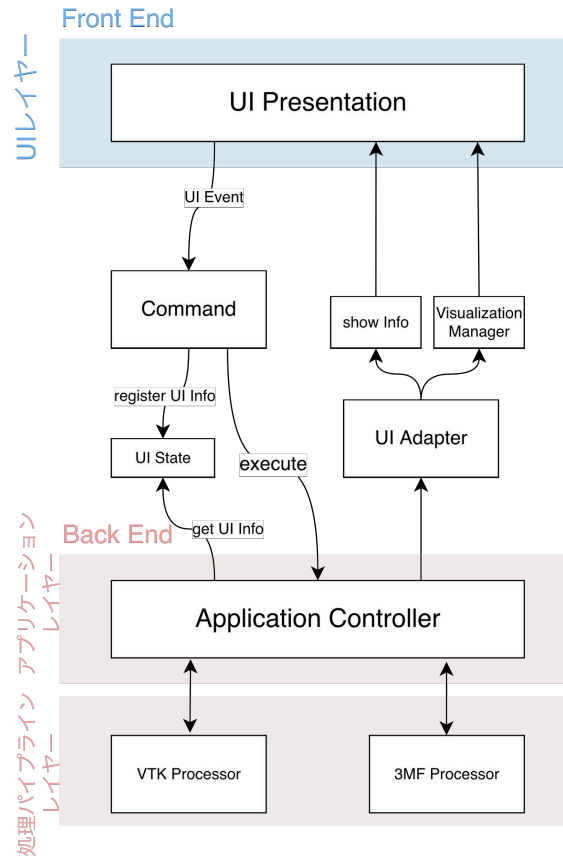 Front End
UIレイヤー
UI Presentation
UI Event
Command
show Info
Visualization
Manager
register UI Info
UI State
execute
UI Adapter
get UI Info
Back End
アプリケーション
レイヤー
Application Controller
処理パイプライン
レイヤー
VTK Processor
3MF Processor